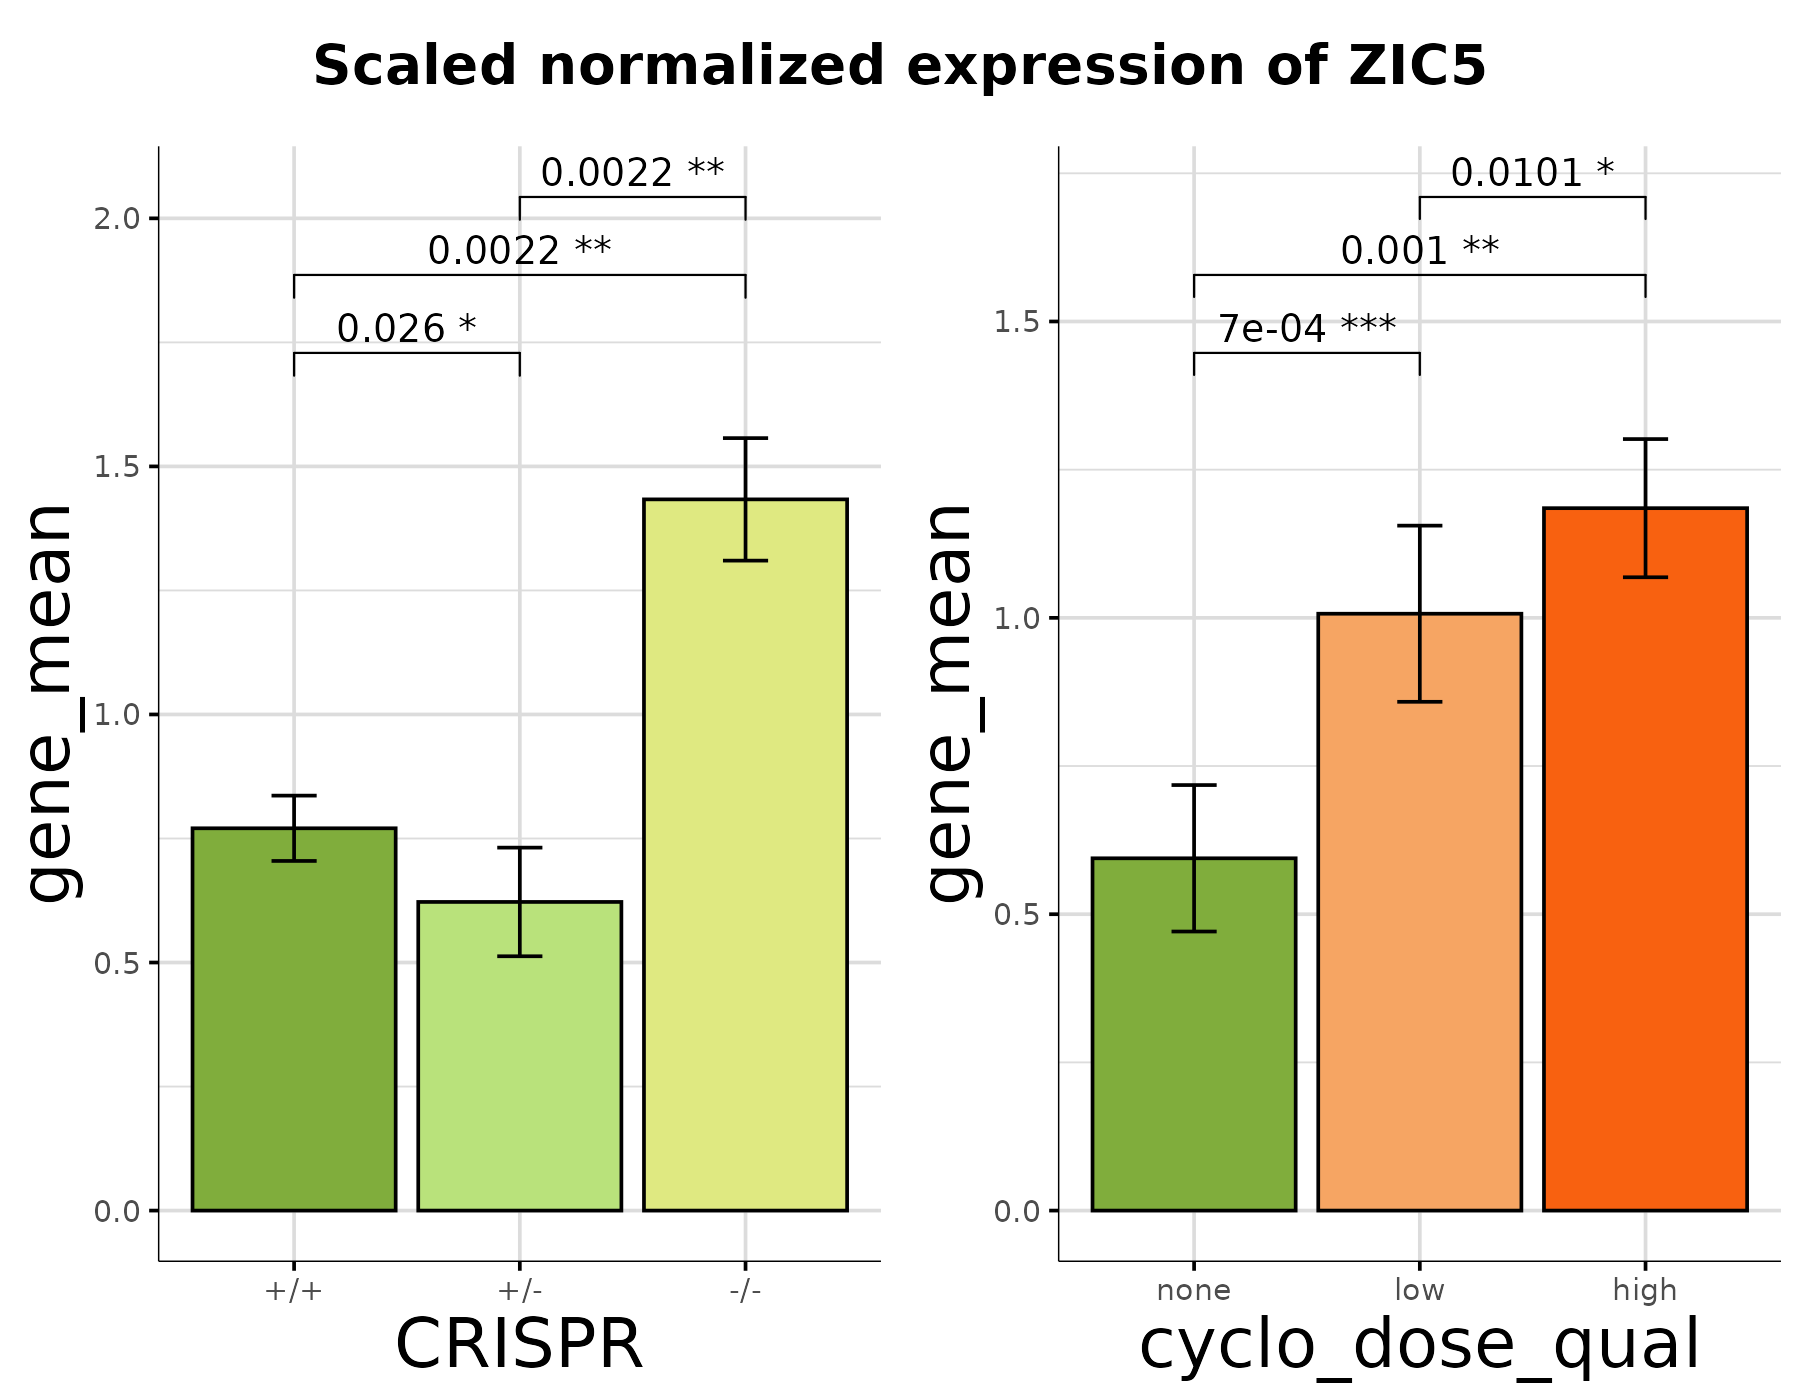 Scaled normalized expression of ZIC5
gene_mean
2.0
1.5
1.0
0.5
0.0
0.0022 **
0.0022 **
0.026 *
+/+ +/- -/-
CRISPR
gene_mean
1.5
1.0
0.5
0.0
0.0101 *
0.001 **
7e-04 ***
none low high
cyclo_dose_qual